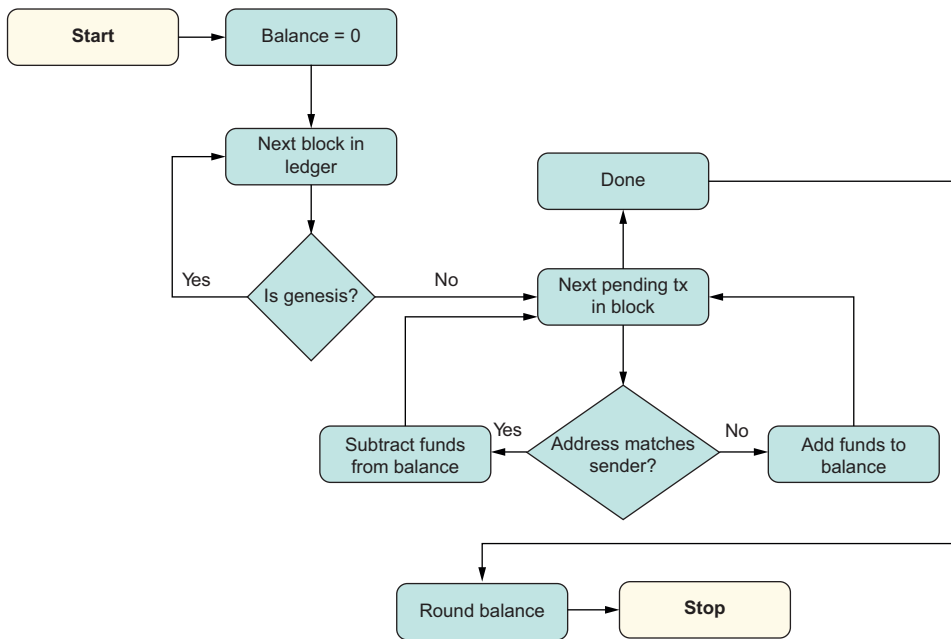 Start
Balance = 0
Next block in
ledger
Done
Yes
Is genesis?
No
Next pending tx
in block
Subtract funds
from balance
Yes
Address matches
sender?
No
Add funds to
balance
Round balance
Stop